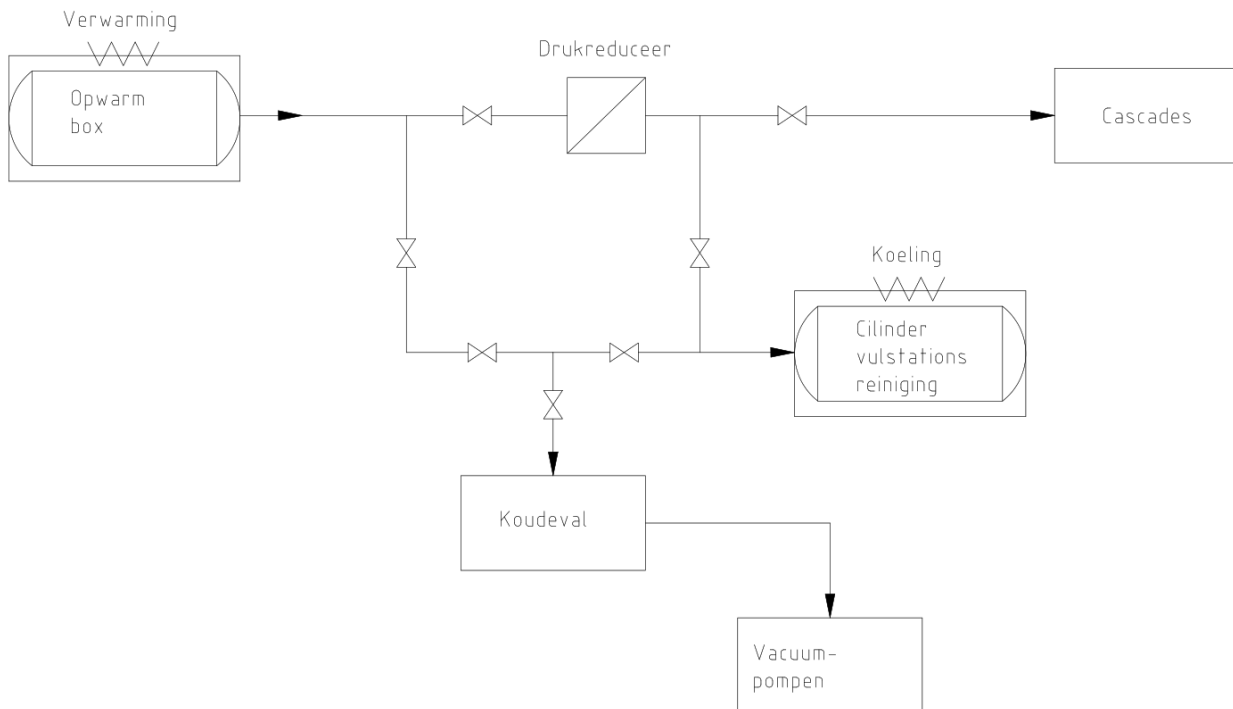 Verwarming
Opwarm
box
Drukreduceer
Cascades
Koeling
Cilinder
vulstations
reiniging
Koudeval
Vacuum-
pompen